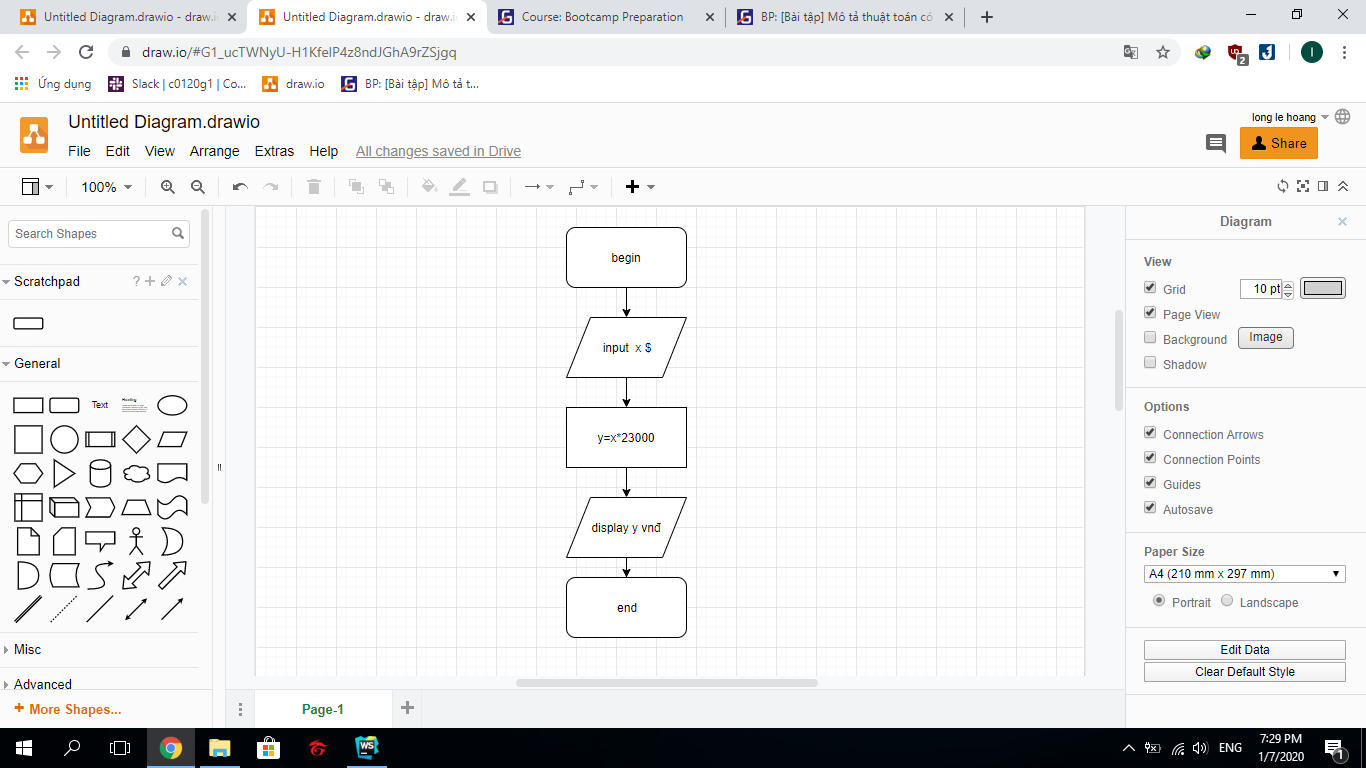 Untitled Diagram.drawio - draw.i
Untitled Diagram.drawio - draw.i
Course: Bootcamp Preparation
BP: [Bài tập] Mô tả thuật toán có
draw.io/#G1_ucTWNyU-H1KfelP4z8ndJGhA9rZSjgq
2
I
Ứng dụng
Slack | c0120g1 | Co...
draw.io
BP: [Bài tập] Mô tả t...
Untitled Diagram.drawio
long le hoang
File Edit View Arrange Extras Help All changes saved in Drive
Share
100%
Search Shapes
Scratchpad
?
General
Text
Heading
Misc
Advanced
+ More Shapes...
begin
input x $
y=x*23000
display y vnđ
end
Page-1
Diagram
View
Grid
10 pt
Page View
Background
Image
Shadow
Options
Connection Arrows
Connection Points
Guides
Autosave
Paper Size
A4 (210 mm x 297 mm)
Portrait Landscape
Edit Data
Clear Default Style
WS
ENG
7:29 PM
1/7/2020
1